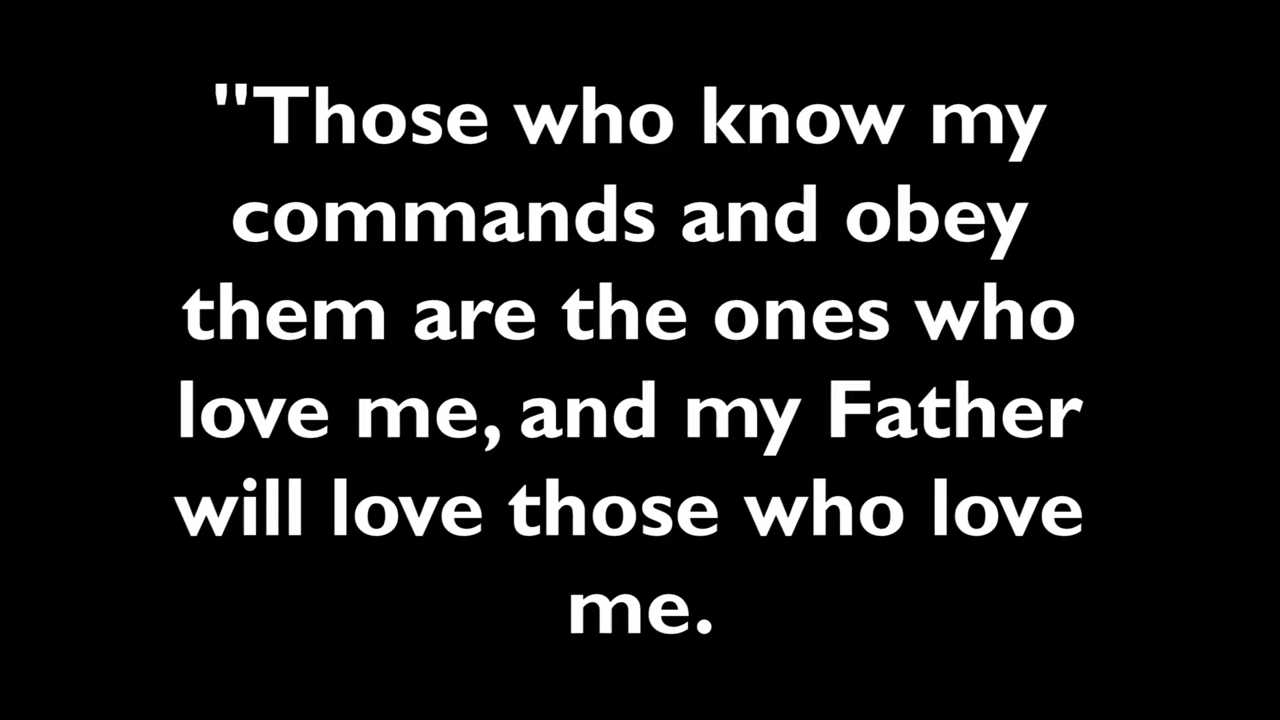 "Those who know my
commands and obey
them are the ones who
love me, and my Father
will love those who love
me.